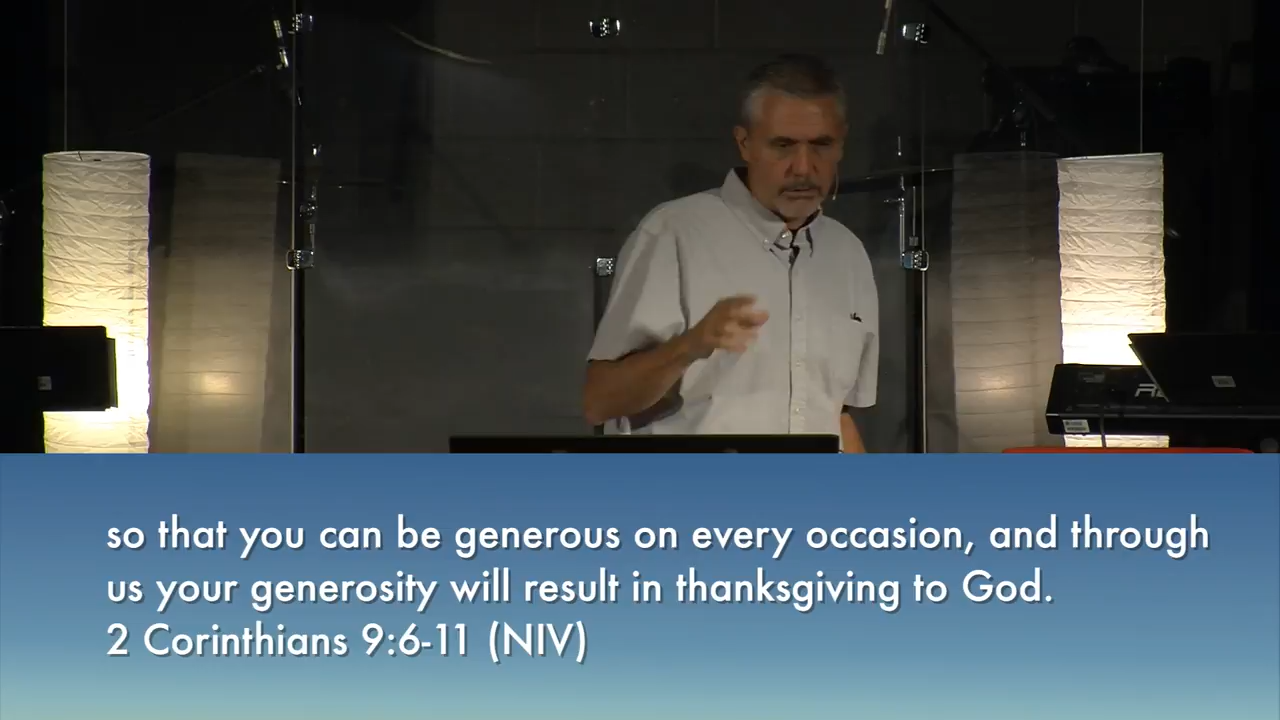 so that you can be generous on every occasion, and through
us your generosity will result in thanksgiving to God.
2 Corinthians 9:6-11 (NIV)